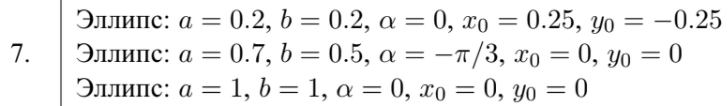 Эллипс: a = 0.2, b = 0.2, α = 0, x₀ = 0.25, y₀ = −0.25
7. Эллипс: a = 0.7, b = 0.5, α = −π/3, x₀ = 0, y₀ = 0
Эллипс: a = 1, b = 1, α = 0, x₀ = 0, y₀ = 0